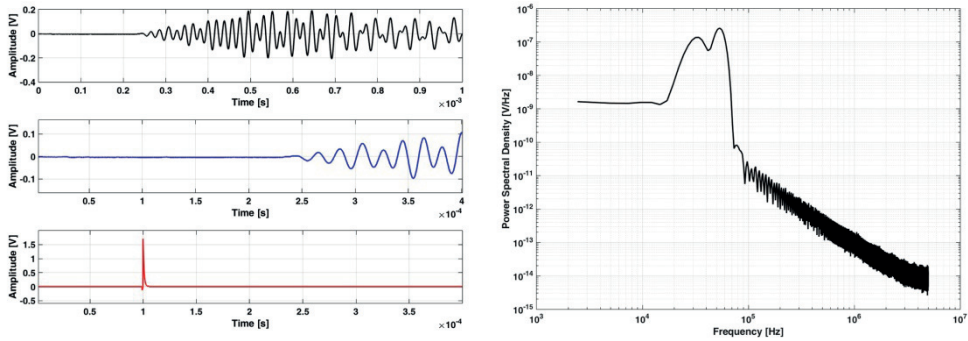 0.2
0
-0.2
-0.4
Amplitude [V]
0 0.1 0.2 0.3 0.4 0.5 0.6 0.7 0.8 0.9 1
Time [s]
×10⁻³
0.1
0
-0.1
Amplitude [V]
0.5 1 1.5 2 2.5 3 3.5 4
Time [s]
×10⁻⁴
1.5
1
0.5
0
-0.5
Amplitude [V]
0.5 1 1.5 2 2.5 3 3.5 4
Time [s]
×10⁻⁴
10⁻⁶
10⁻⁷
10⁻⁸
10⁻⁹
10⁻¹⁰
10⁻¹¹
10⁻¹²
10⁻¹³
10⁻¹⁴
10⁻¹⁵
Power Spectral Density [V/Hz]
10³ 10⁴ 10⁵ 10⁶ 10⁷
Frequency [Hz]